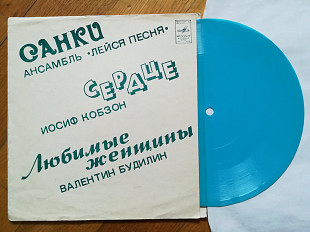 САНКИ
АНСАМБЛЬ «ЛЕЙСЯ ПЕСНЯ»
СЕРДЦЕ
ИОСИФ КОБЗОН
Любимые
женщины
ВАЛЕНТИН БУДИЛИН